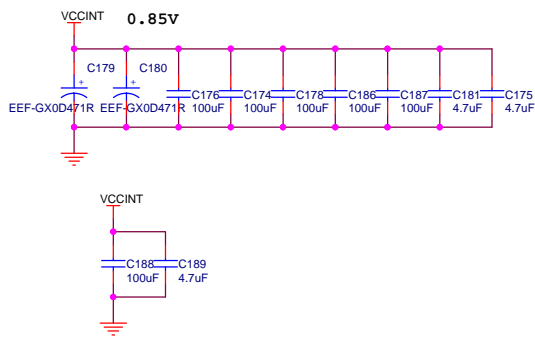 VCCINT 0.85V
C179 C180
C176 C174 C178 C186 C187 C181 C175
EEF-GX0D471R EEF-GX0D471R 100uF 100uF 100uF 100uF 100uF 4.7uF 4.7uF
VCCINT
C188 C189
100uF 4.7uF